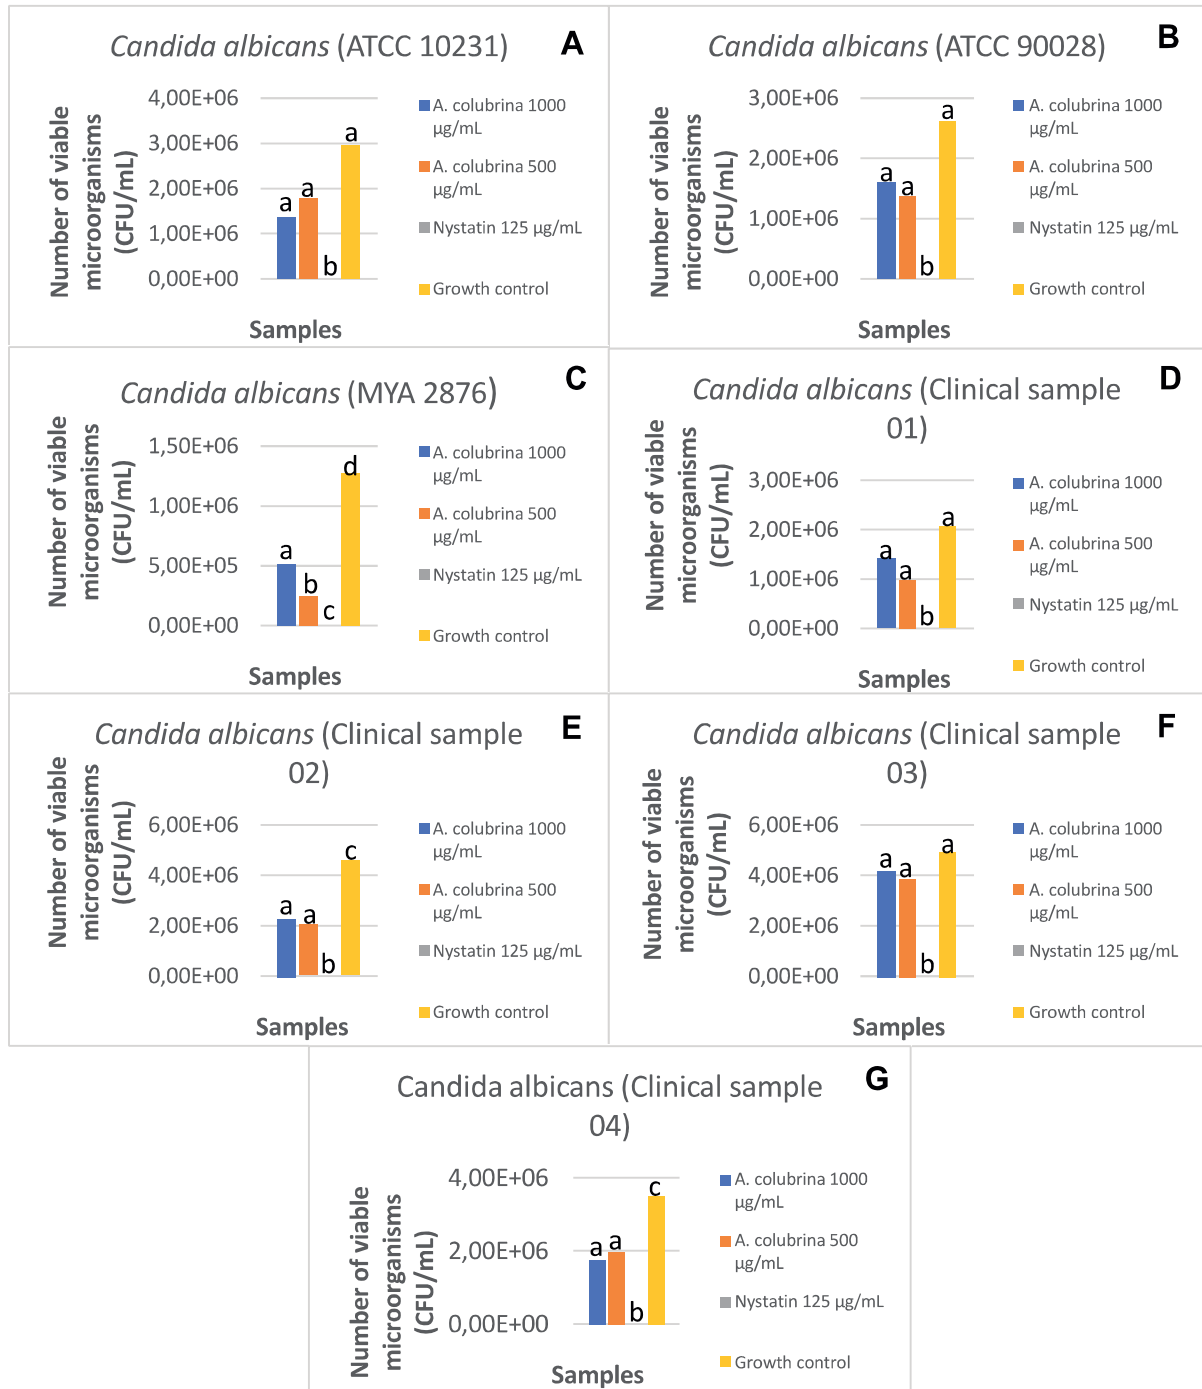 Candida albicans (ATCC 10231)
A
Number of viable
microorganisms
(CFU/mL)
4,00E+06
3,00E+06
2,00E+06
1,00E+06
0,00E+00
a
a
b
a
A. colubrina 1000
µg/mL
A. colubrina 500
µg/mL
Nystatin 125 µg/mL
Growth control
Samples
Candida albicans (ATCC 90028)
B
Number of viable
microorganisms
(CFU/mL)
3,00E+06
2,00E+06
1,00E+06
0,00E+00
a
a
b
a
A. colubrina 1000
µg/mL
A. colubrina 500
µg/mL
Nystatin 125 µg/mL
Growth control
Samples
Candida albicans (MYA 2876)
C
Number of viable
microorganisms
(CFU/mL)
1,50E+06
1,00E+06
5,00E+05
0,00E+00
a
b
c
d
A. colubrina 1000
µg/mL
A. colubrina 500
µg/mL
Nystatin 125 µg/mL
Growth control
Samples
Candida albicans (Clinical sample
01)
D
Number of viable
microorganisms
(CFU/mL)
3,00E+06
2,00E+06
1,00E+06
0,00E+00
a
a
b
a
A. colubrina 1000
µg/mL
A. colubrina 500
µg/mL
Nystatin 125 µg/mL
Growth control
Samples
Candida albicans (Clinical sample
02)
E
Number of viable
microorganisms
(CFU/mL)
6,00E+06
4,00E+06
2,00E+06
0,00E+00
a
a
b
c
A. colubrina 1000
µg/mL
A. colubrina 500
µg/mL
Nystatin 125 µg/mL
Growth control
Samples
Candida albicans (Clinical sample
03)
F
Number of viable
microorganisms
(CFU/mL)
6,00E+06
4,00E+06
2,00E+06
0,00E+00
a
a
b
a
A. colubrina 1000
µg/mL
A. colubrina 500
µg/mL
Nystatin 125 µg/mL
Growth control
Samples
Candida albicans (Clinical sample
04)
G
Number of viable
microorganisms
(CFU/mL)
4,00E+06
2,00E+06
0,00E+00
a
a
b
c
A. colubrina 1000
µg/mL
A. colubrina 500
µg/mL
Nystatin 125 µg/mL
Growth control
Samples